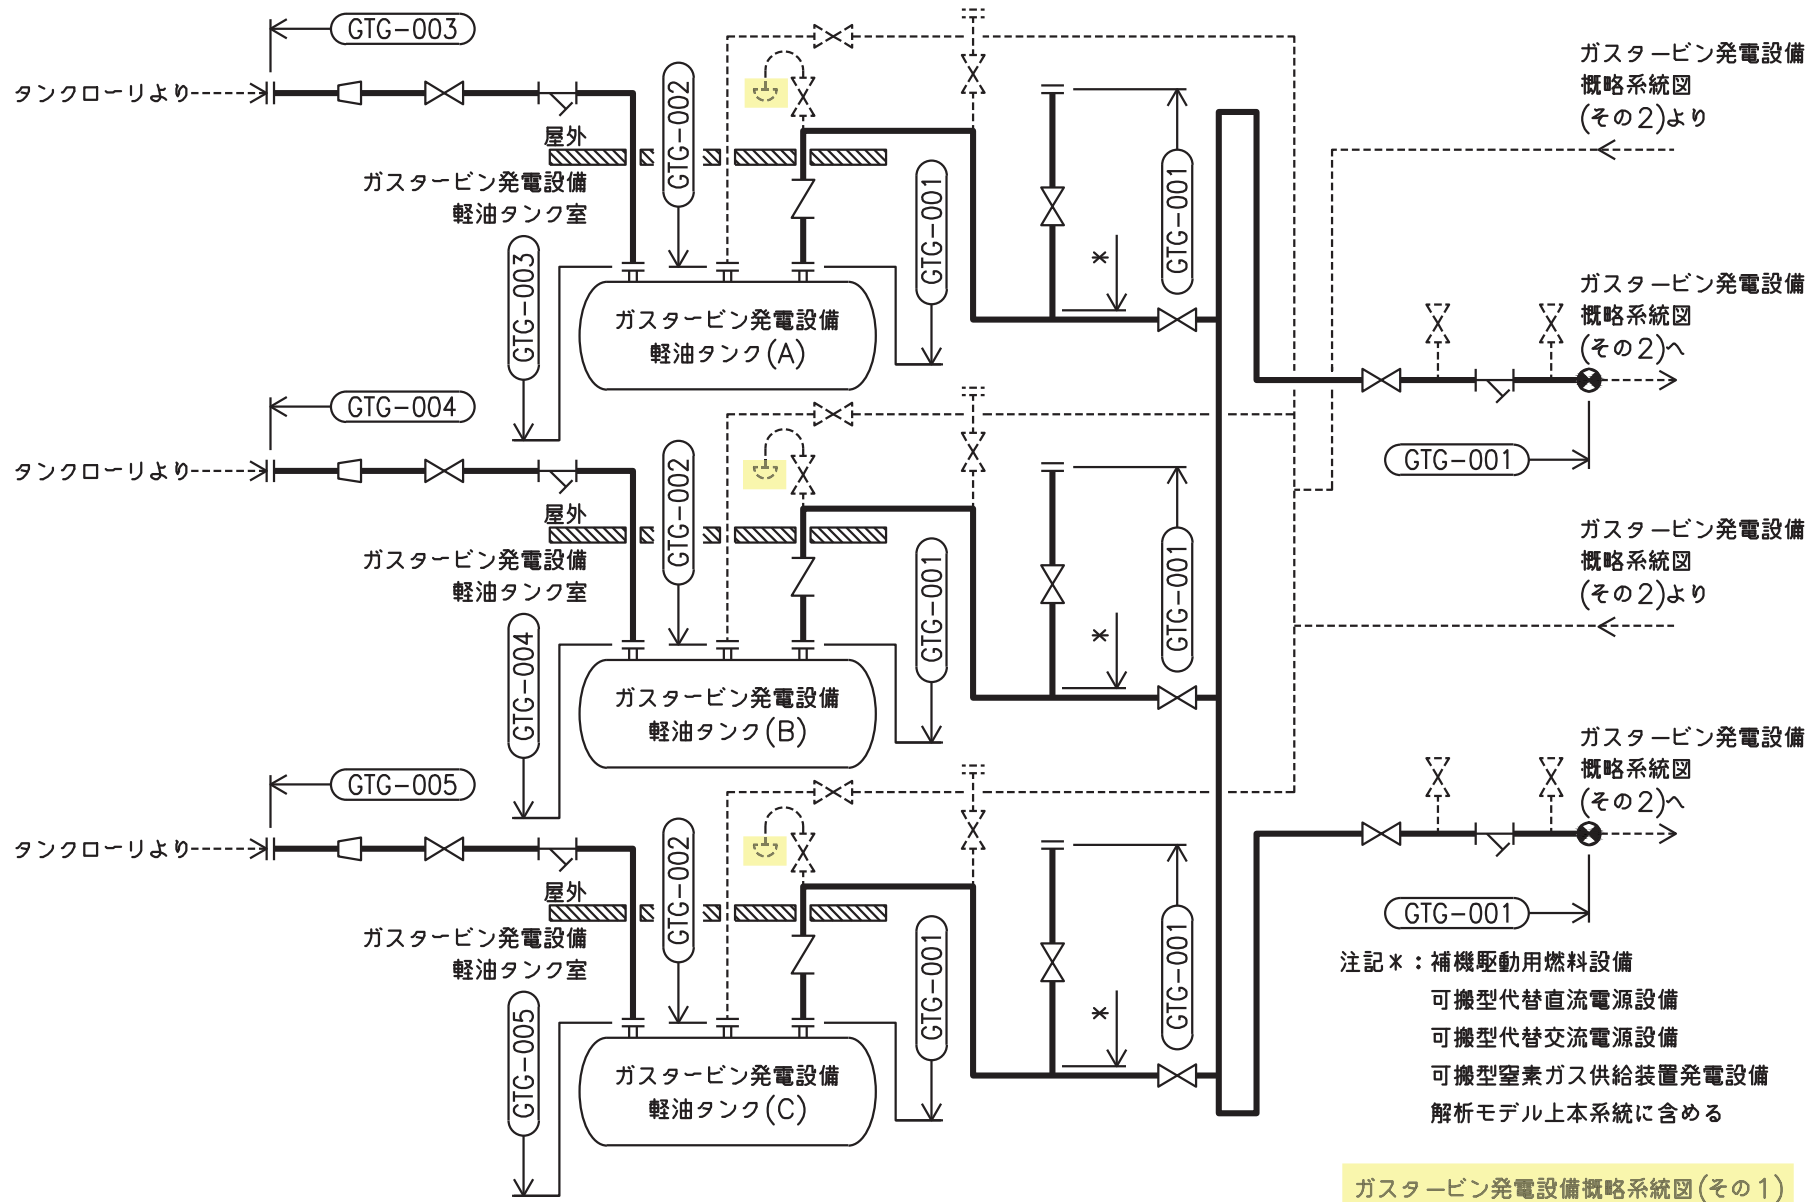 GTG-003
タンクローリより
屋外
ガスタービン発電設備
軽油タンク室
GTG-002
GTG-003
GTG-001
GTG-001
*
ガスタービン発電設備
軽油タンク(A)
ガスタービン発電設備
概略系統図
(その2)より
ガスタービン発電設備
概略系統図
(その2)へ
GTG-001
GTG-004
タンクローリより
屋外
ガスタービン発電設備
軽油タンク室
GTG-002
GTG-004
GTG-001
GTG-001
*
ガスタービン発電設備
軽油タンク(B)
ガスタービン発電設備
概略系統図
(その2)より
ガスタービン発電設備
概略系統図
(その2)へ
GTG-001
GTG-005
タンクローリより
屋外
ガスタービン発電設備
軽油タンク室
GTG-002
GTG-005
GTG-001
GTG-001
*
ガスタービン発電設備
軽油タンク(C)
注記*:補機駆動用燃料設備
可搬型代替直流電源設備
可搬型代替交流電源設備
可搬型窒素ガス供給装置発電設備
解析モデル上本系統に含める
ガスタービン発電設備概略系統図(その1)